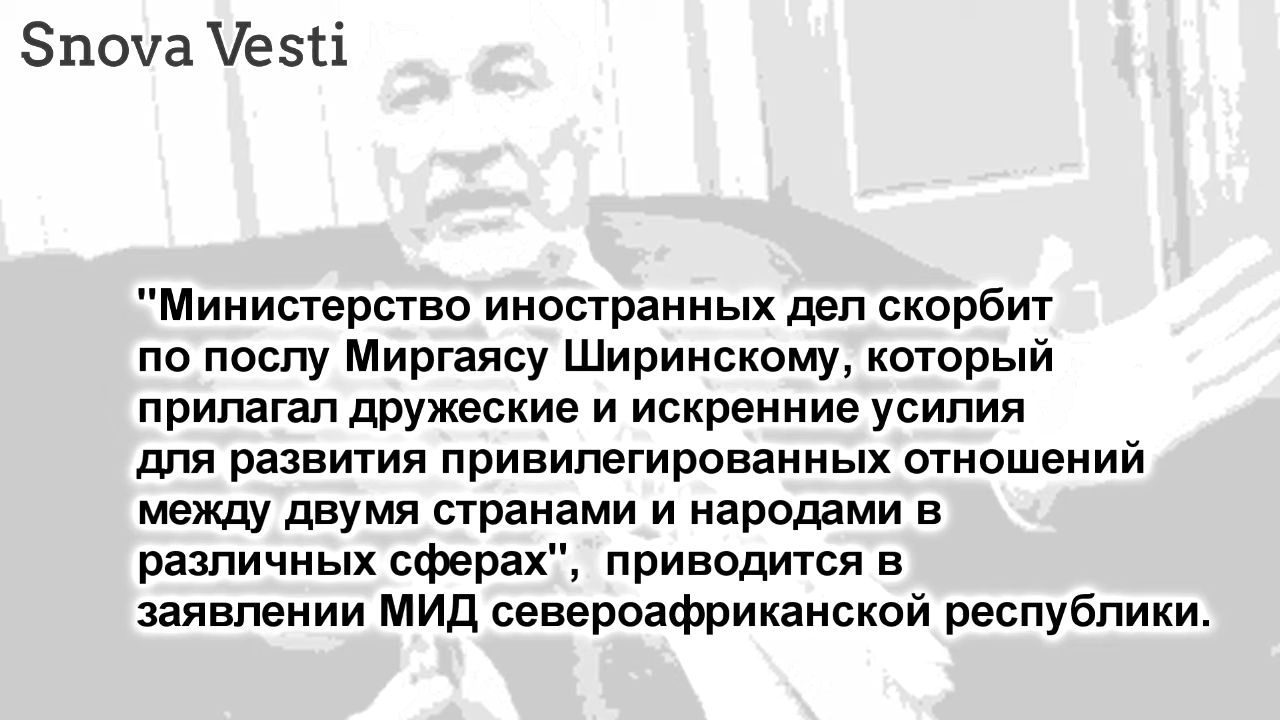 Snova Vesti
"Министерство иностранных дел скорбит
по послу Миргаясу Ширинскому, который
прилагал дружеские и искренние усилия
для развития привилегированных отношений
между двумя странами и народами в
различных сферах",  приводится в
заявлении МИД североафриканской республики.